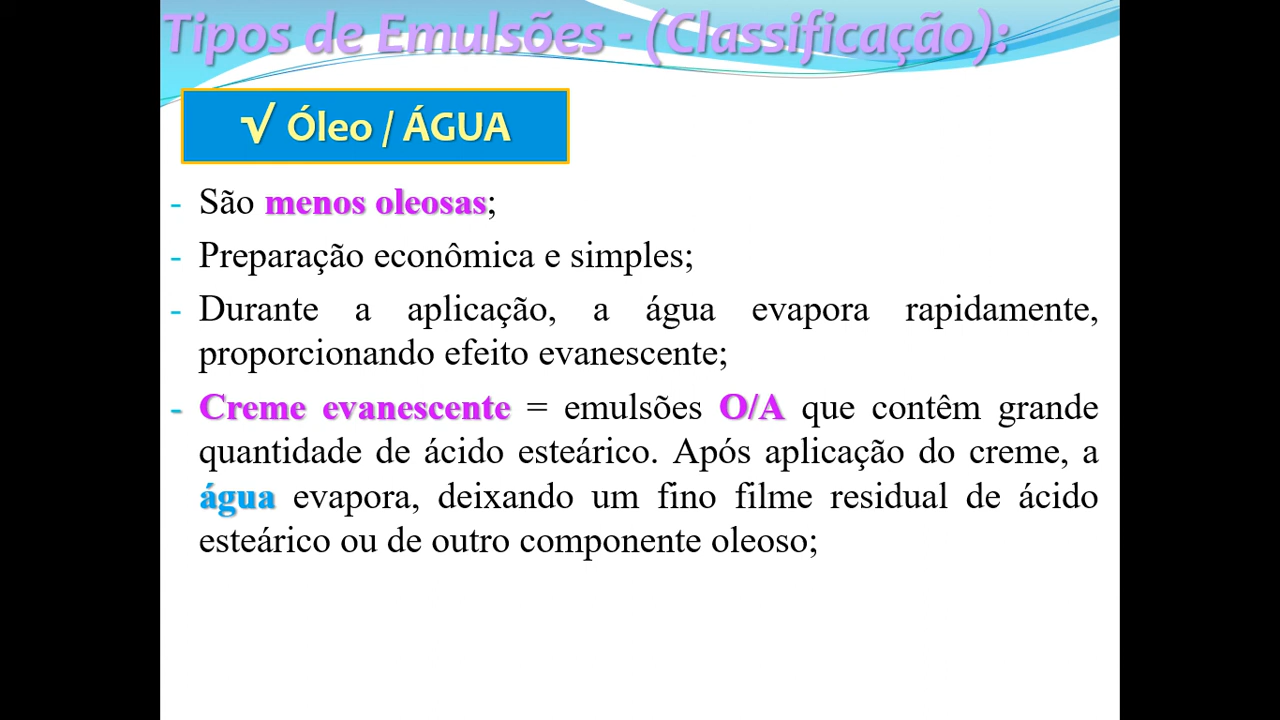 Tipos de Emulsões - (Classificação):
√ Óleo / ÁGUA
- São menos oleosas;
- Preparação econômica e simples;
- Durante a aplicação, a água evapora rapidamente,
proporcionando efeito evanescente;
- Creme evanescente = emulsões O/A que contêm grande
quantidade de ácido esteárico. Após aplicação do creme, a
água evapora, deixando um fino filme residual de ácido
esteárico ou de outro componente oleoso;